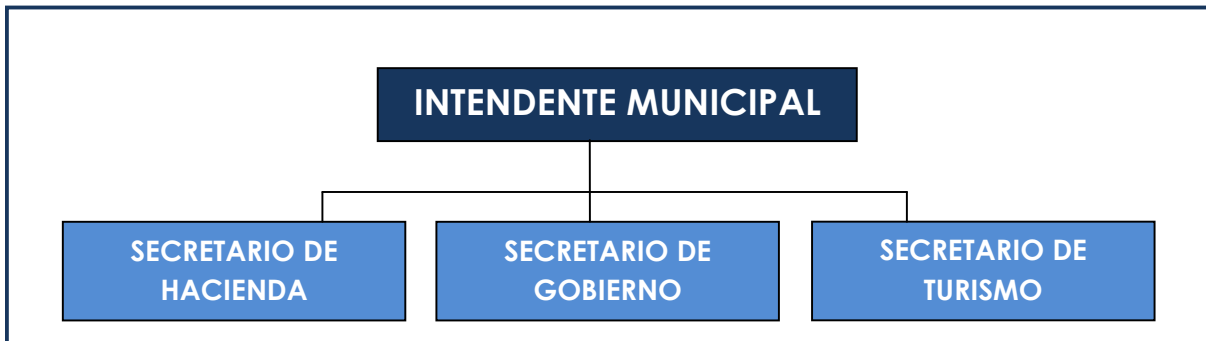 INTENDENTE MUNICIPAL
SECRETARIO DE
HACIENDA
SECRETARIO DE
GOBIERNO
SECRETARIO DE
TURISMO